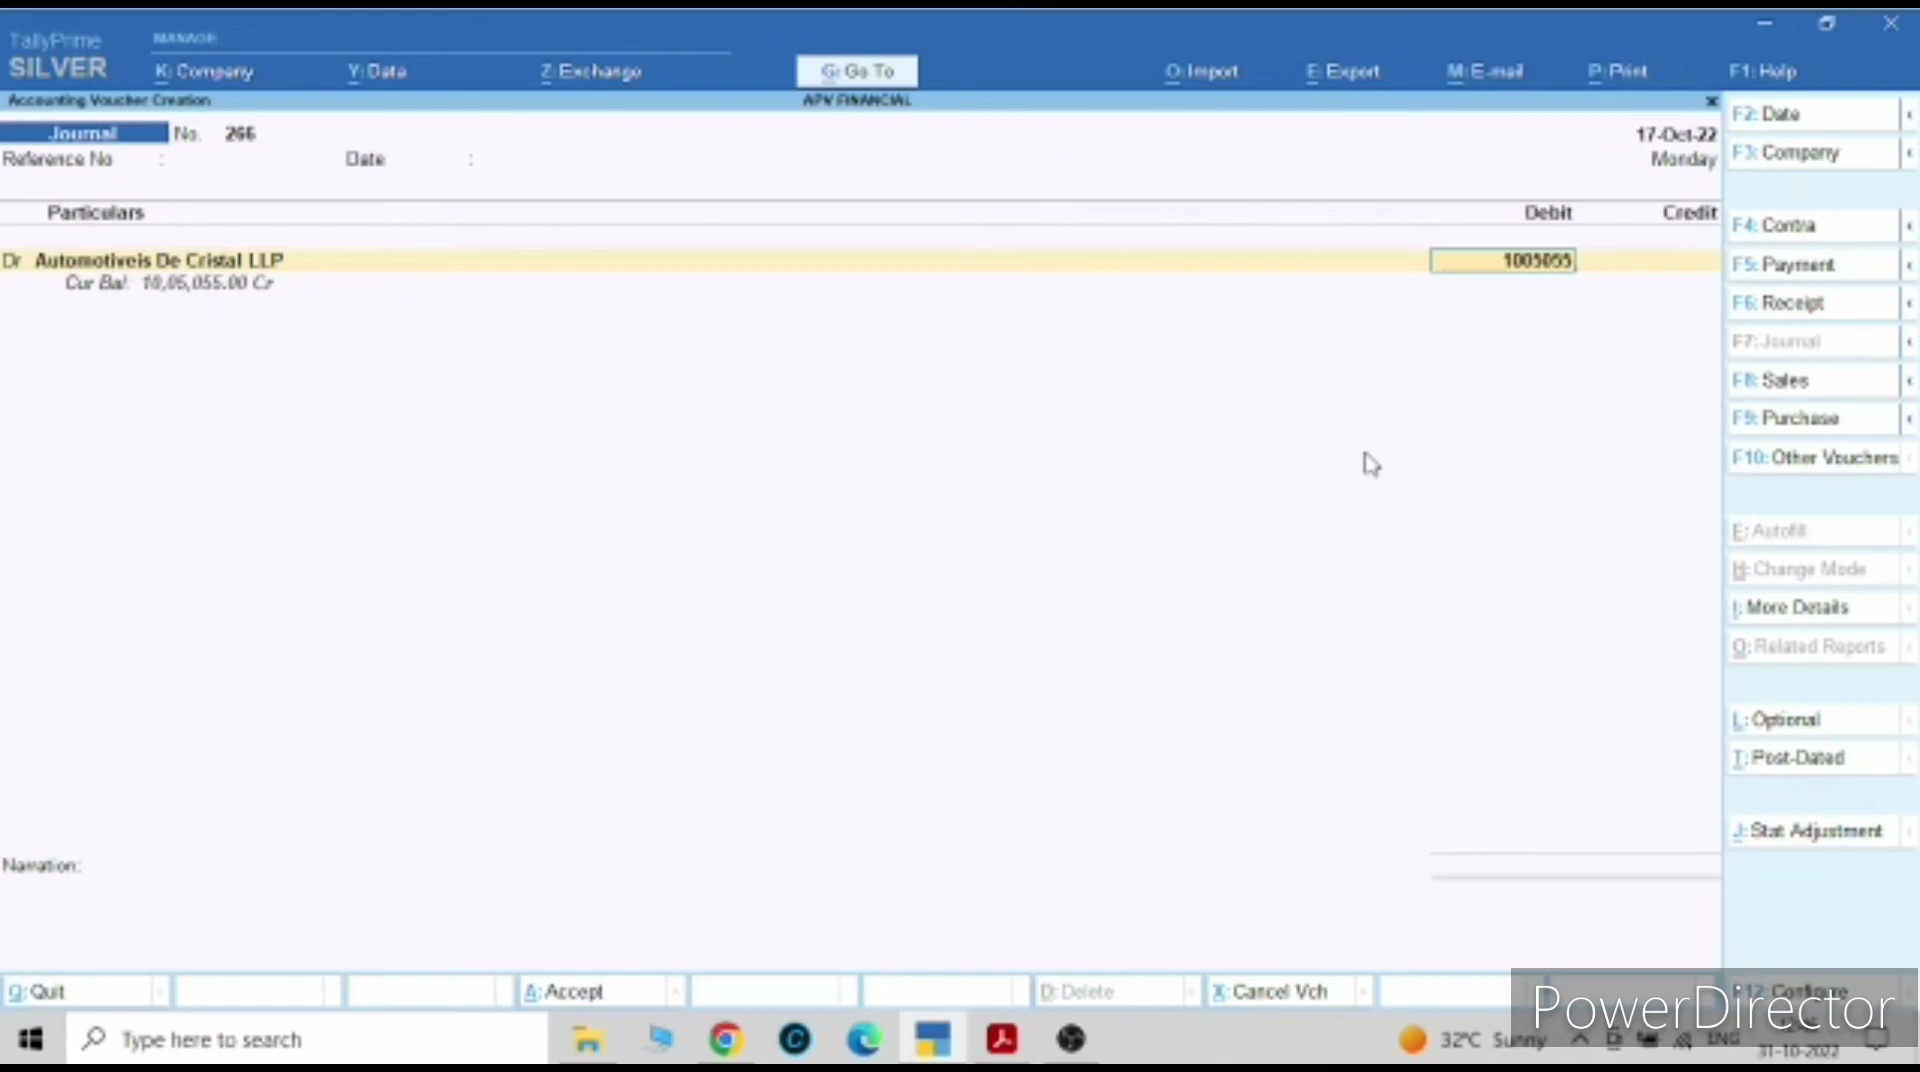 TallyPrime
MANAGE
SILVER
K: Company
Y: Data
Z: Exchange
G: Go To
O: Import
E: Export
M: E-mail
P: Print
F1: Help
Accounting Voucher Creation
APV FINANCIAL
Journal No. 266
17-Oct-22
Reference No : Date :
Monday
Particulars Debit Credit
Dr Automotiveis De Cristal LLP 1005055
Cur Bal: 10,05,055.00 Cr
F2: Date
F3: Company
F4: Contra
F5: Payment
F6: Receipt
F7: Journal
F8: Sales
F9: Purchase
F10: Other Vouchers
E: Autofill
H: Change Mode
I: More Details
O: Related Reports
L: Optional
T: Post-Dated
J: Stat Adjustment
Narration:
Q: Quit
A: Accept
D: Delete
X: Cancel Vch
F12: Configure
PowerDirector
Type here to search
32°C Sunny
ENG
31-10-2022